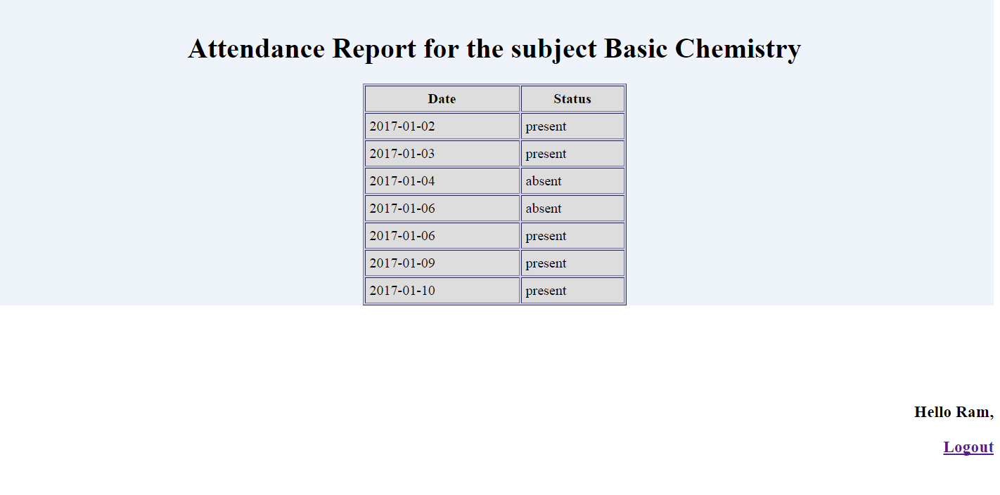 Attendance Report for the subject Basic Chemistry
Date Status
2017-01-02 present
2017-01-03 present
2017-01-04 absent
2017-01-06 absent
2017-01-06 present
2017-01-09 present
2017-01-10 present
Hello Ram,
Logout